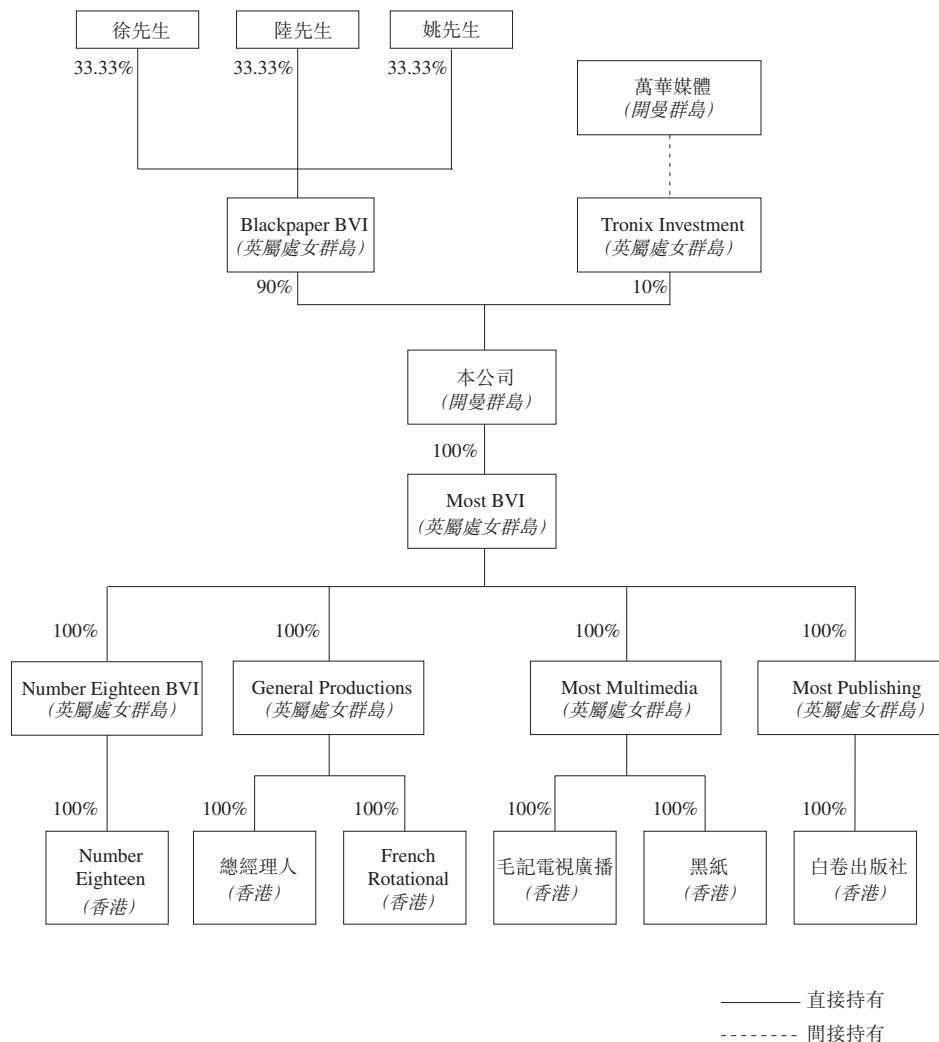 徐先生
陸先生
姚先生
33.33%
33.33%
33.33%
萬華媒體
(開曼群島)
Blackpaper BVI
(英屬處女群島)
Tronix Investment
(英屬處女群島)
90%
10%
本公司
(開曼群島)
100%
Most BVI
(英屬處女群島)
100%
100%
100%
100%
Number Eighteen BVI
(英屬處女群島)
General Productions
(英屬處女群島)
Most Multimedia
(英屬處女群島)
Most Publishing
(英屬處女群島)
100%
100%
100%
100%
100%
100%
Number
Eighteen
(香港)
總經理人
(香港)
French
Rotational
(香港)
毛記電視廣播
(香港)
黑紙
(香港)
白卷出版社
(香港)
直接持有
間接持有